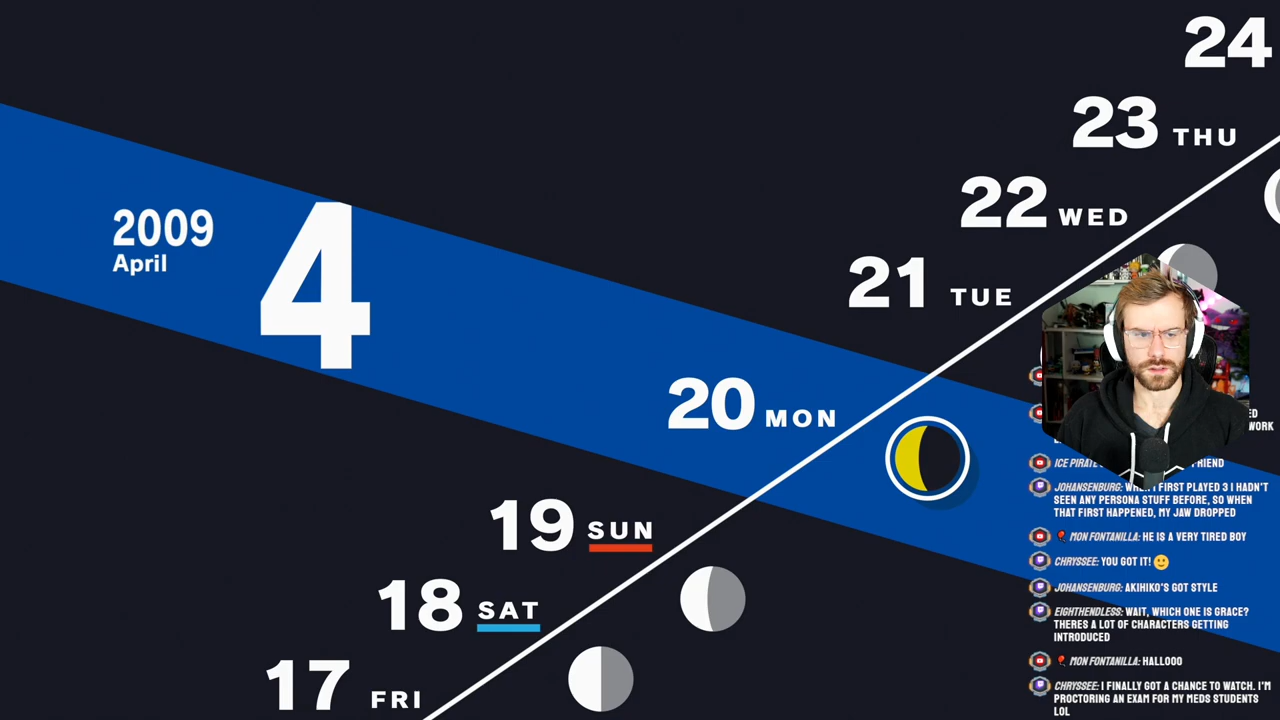 24
23 THU
22 WED
21 TUE
2009
April
4
20 MON
19 SUN
18 SAT
17 FRI
ED
WORK
ICE PIRATE
FRIEND
JOHANSENBURG: WHEN I FIRST PLAYED 3 I HADN'T
SEEN ANY PERSONA STUFF BEFORE, SO WHEN
THAT FIRST HAPPENED, MY JAW DROPPED
MON FONTANILLA: HE IS A VERY TIRED BOY
CHRYSSEE: YOU GOT IT! 🙂
JOHANSENBURG: AKIHIKO'S GOT STYLE
EIGHTHENDLESS: WAIT, WHICH ONE IS GRACE?
THERES A LOT OF CHARACTERS GETTING
INTRODUCED
MON FONTANILLA: HALLOOO
CHRYSSEE: I FINALLY GOT A CHANCE TO WATCH. I'M
PROCTORING AN EXAM FOR MY MEDS STUDENTS
LOL